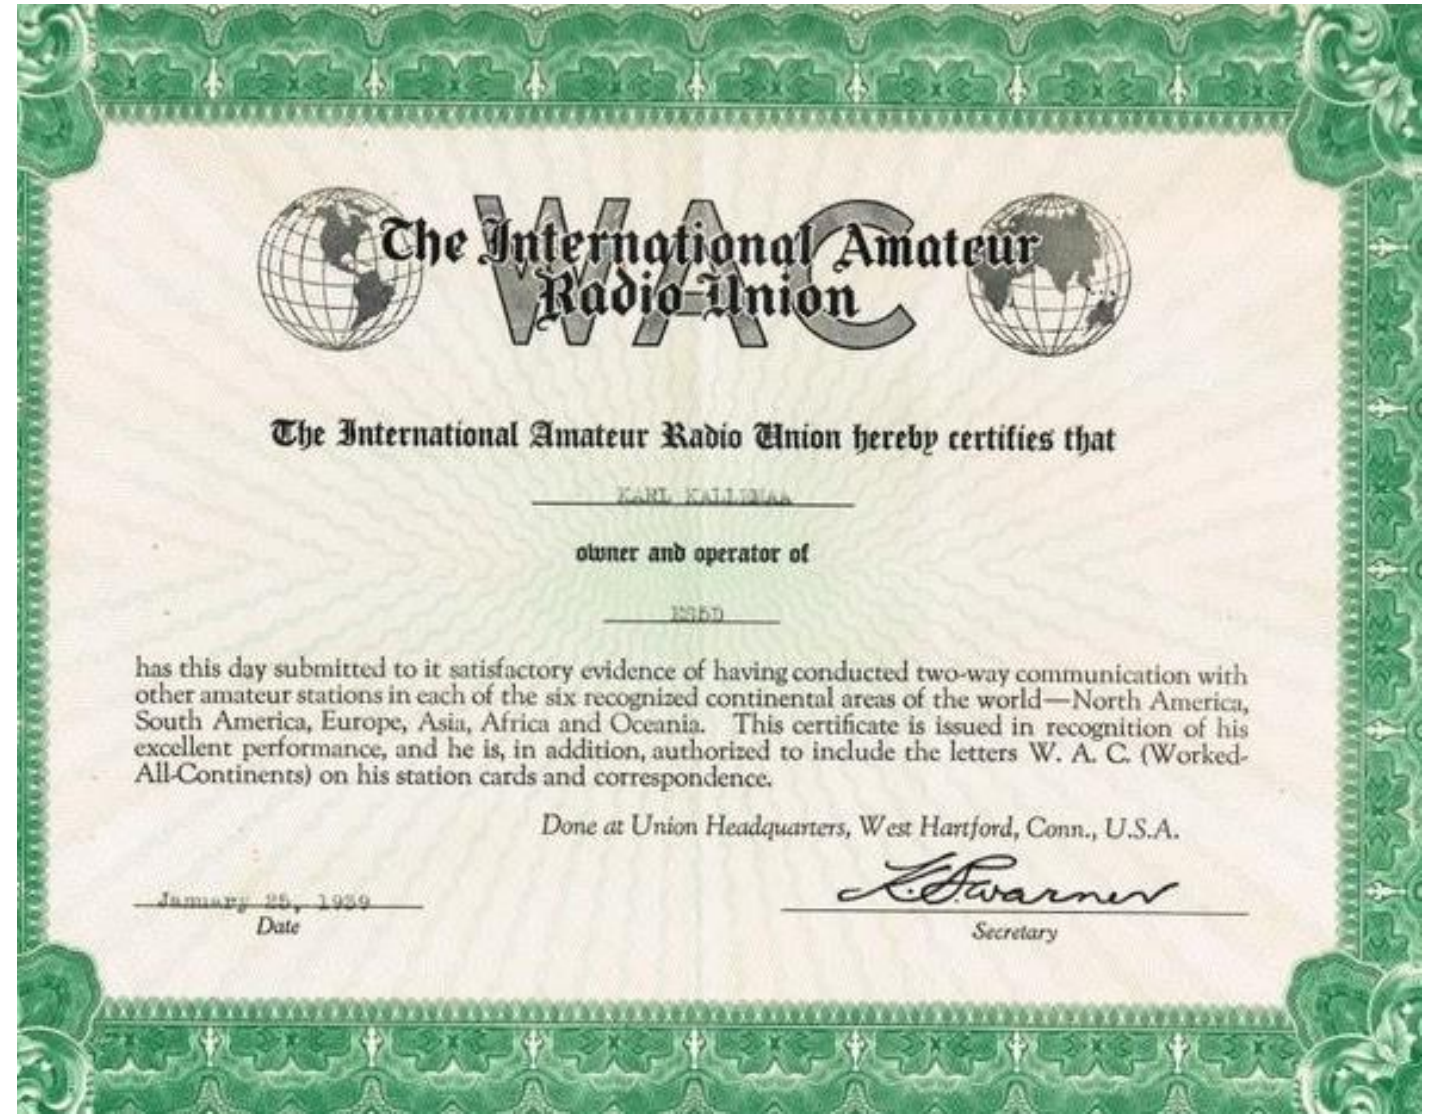 WAC
The International Amateur
Radio Union
The International Amateur Radio Union hereby certifies that
KARL KALLEMAA
owner and operator of
ES5D
has this day submitted to it satisfactory evidence of having conducted two-way communication with
other amateur stations in each of the six recognized continental areas of the world—North America,
South America, Europe, Asia, Africa and Oceania. This certificate is issued in recognition of his
excellent performance, and he is, in addition, authorized to include the letters W. A. C. (Worked-
All-Continents) on his station cards and correspondence.
Done at Union Headquarters, West Hartford, Conn., U.S.A.
January 25, 1939
Date
K. B. Warner
Secretary